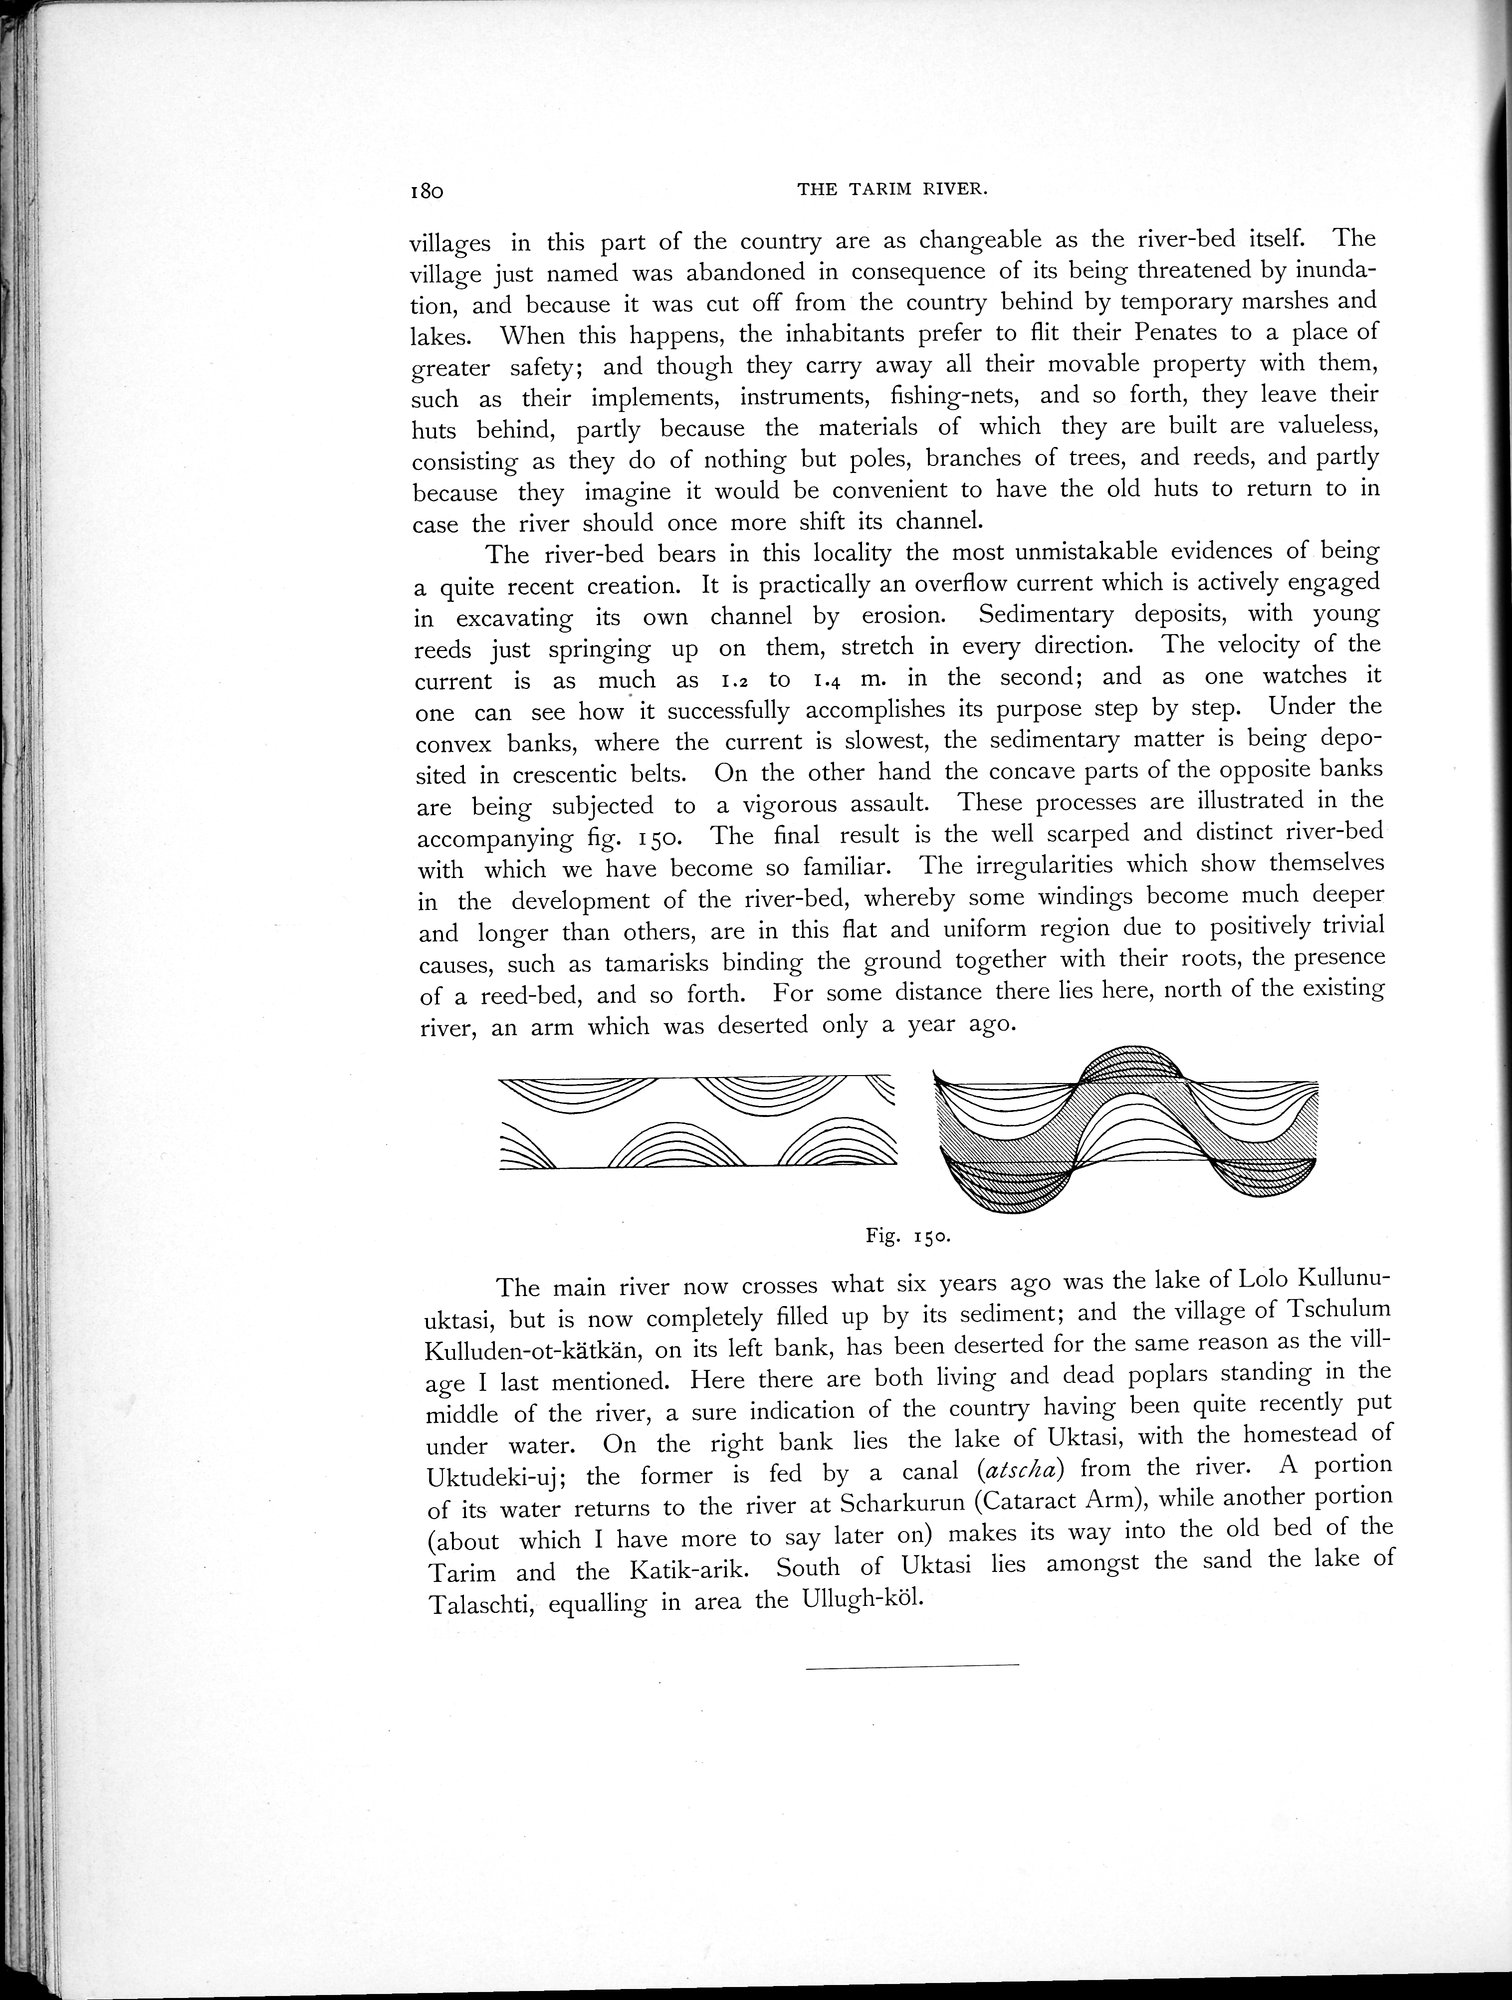 180
THE TARIM RIVER.
villages in this part of the country are as changeable as the river-bed itself. The
village just named was abandoned in consequence of its being threatened by inunda-
tion, and because it was cut off from the country behind by temporary marshes and
lakes. When this happens, the inhabitants prefer to flit their Penates to a place of
greater safety; and though they carry away all their movable property with them,
such as their implements, instruments, fishing-nets, and so forth, they leave their
huts behind, partly because the materials of which they are built are valueless,
consisting as they do of nothing but poles, branches of trees, and reeds, and partly
because they imagine it would be convenient to have the old huts to return to in
case the river should once more shift its channel.
The river-bed bears in this locality the most unmistakable evidences of being
a quite recent creation. It is practically an overflow current which is actively engaged
in excavating its own channel by erosion. Sedimentary deposits, with young
reeds just springing up on them, stretch in every direction. The velocity of the
current is as much as 1.2 to 1.4 m. in the second; and as one watches it
one can see how it successfully accomplishes its purpose step by step. Under the
convex banks, where the current is slowest, the sedimentary matter is being depo-
sited in crescentic belts. On the other hand the concave parts of the opposite banks
are being subjected to a vigorous assault. These processes are illustrated in the
accompanying fig. 150. The final result is the well scarped and distinct river-bed
with which we have become so familiar. The irregularities which show themselves
in the development of the river-bed, whereby some windings become much deeper
and longer than others, are in this flat and uniform region due to positively trivial
causes, such as tamarisks binding the ground together with their roots, the presence
of a reed-bed, and so forth. For some distance there lies here, north of the existing
river, an arm which was deserted only a year ago.
Fig. 150.
The main river now crosses what six years ago was the lake of Lolo Kullunu-
uktasi, but is now completely filled up by its sediment; and the village of Tschulum
Kulluden-ot-kätkän, on its left bank, has been deserted for the same reason as the vill-
age I last mentioned. Here there are both living and dead poplars standing in the
middle of the river, a sure indication of the country having been quite recently put
under water. On the right bank lies the lake of Uktasi, with the homestead of
Uktudeki-uj; the former is fed by a canal (atscha) from the river. A portion
of its water returns to the river at Scharkurun (Cataract Arm), while another portion
(about which I have more to say later on) makes its way into the old bed of the
Tarim and the Katik-arik. South of Uktasi lies amongst the sand the lake of
Talaschti, equalling in area the Ullugh-köl.